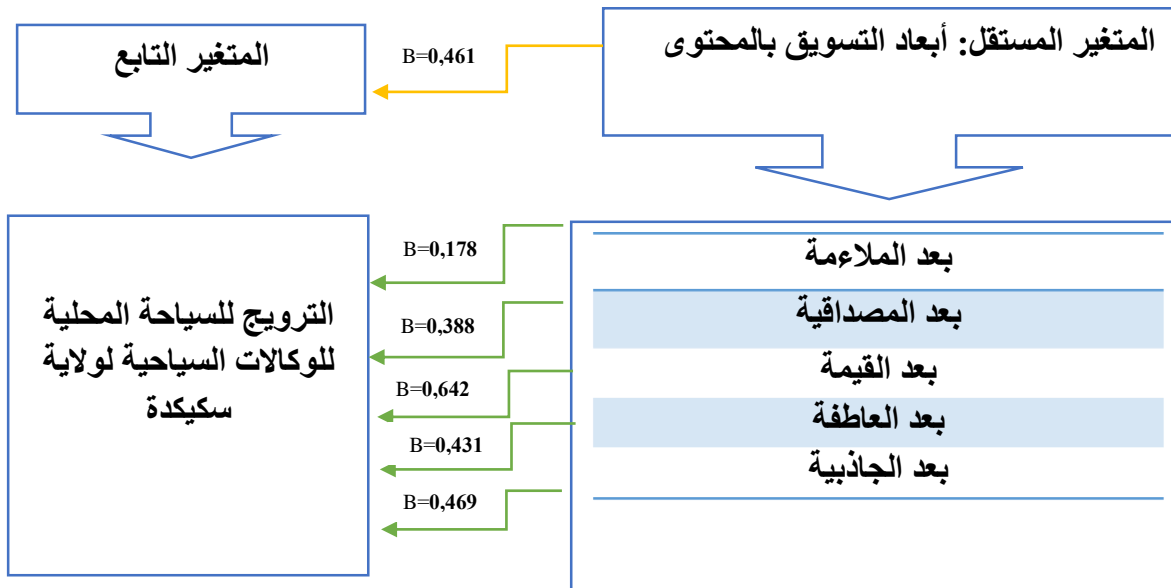 المتغير المستقل: أبعاد التسويق بالمحتوى
B=0,461
المتغير التابع
بعد الملاءمة
بعد المصداقية
بعد القيمة
بعد العاطفة
بعد الجاذبية
B=0,178
B=0,388
B=0,642
B=0,431
B=0,469
الترويج للسياحة المحلية
للوكالات السياحية لولاية
سكيكدة